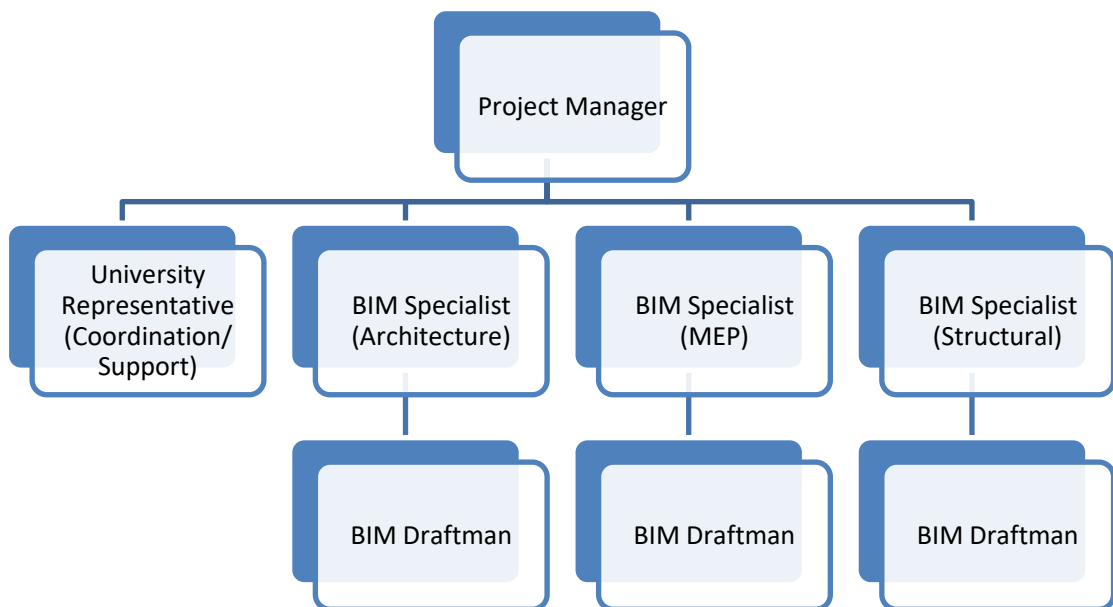 Project Manager
University
Representative
(Coordination/
Support)
BIM Specialist
(Architecture)
BIM Specialist
(MEP)
BIM Specialist
(Structural)
BIM Draftman
BIM Draftman
BIM Draftman